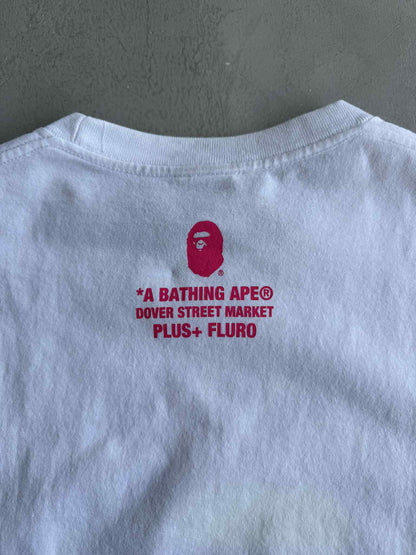 ®
*A BATHING APE®
DOVER STREET MARKET
PLUS+ FLURO